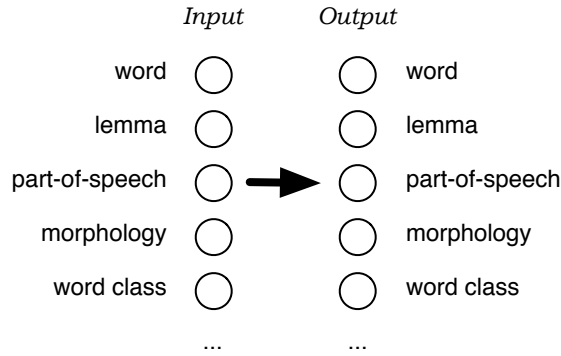 Input Output
word word
lemma lemma
part-of-speech part-of-speech
morphology morphology
word class word class
... ...